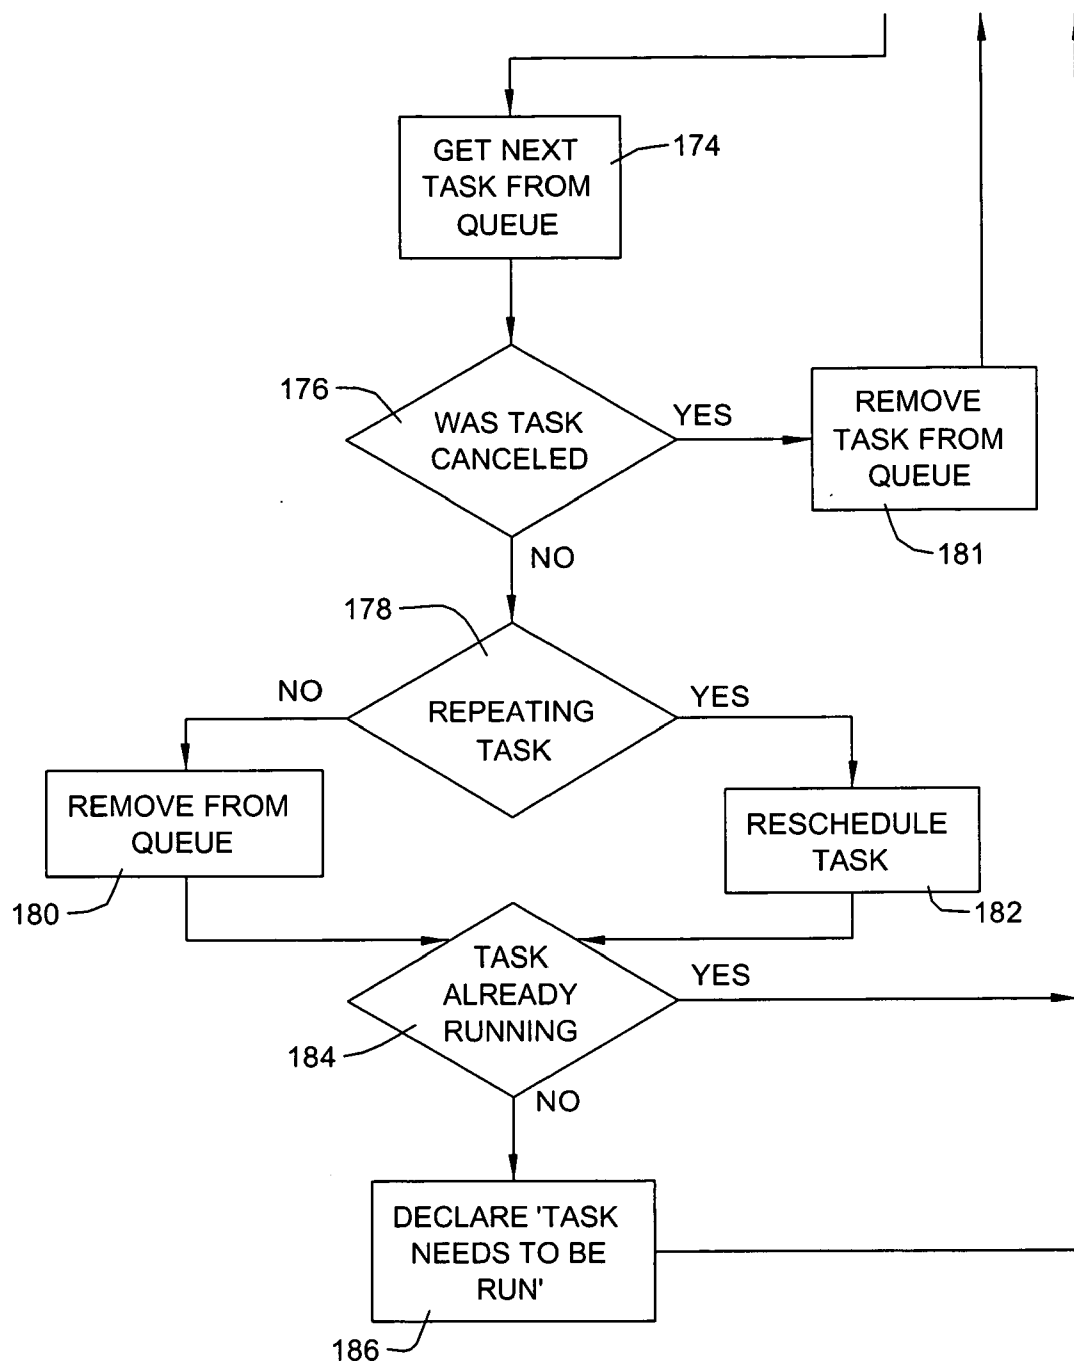 GET NEXT
TASK FROM
QUEUE
174
176
WAS TASK
CANCELED
YES
REMOVE
TASK FROM
QUEUE
181
NO
178
NO
REPEATING
TASK
YES
REMOVE FROM
QUEUE
180
RESCHEDULE
TASK
182
TASK
ALREADY
RUNNING
YES
184
NO
DECLARE 'TASK
NEEDS TO BE
RUN'
186